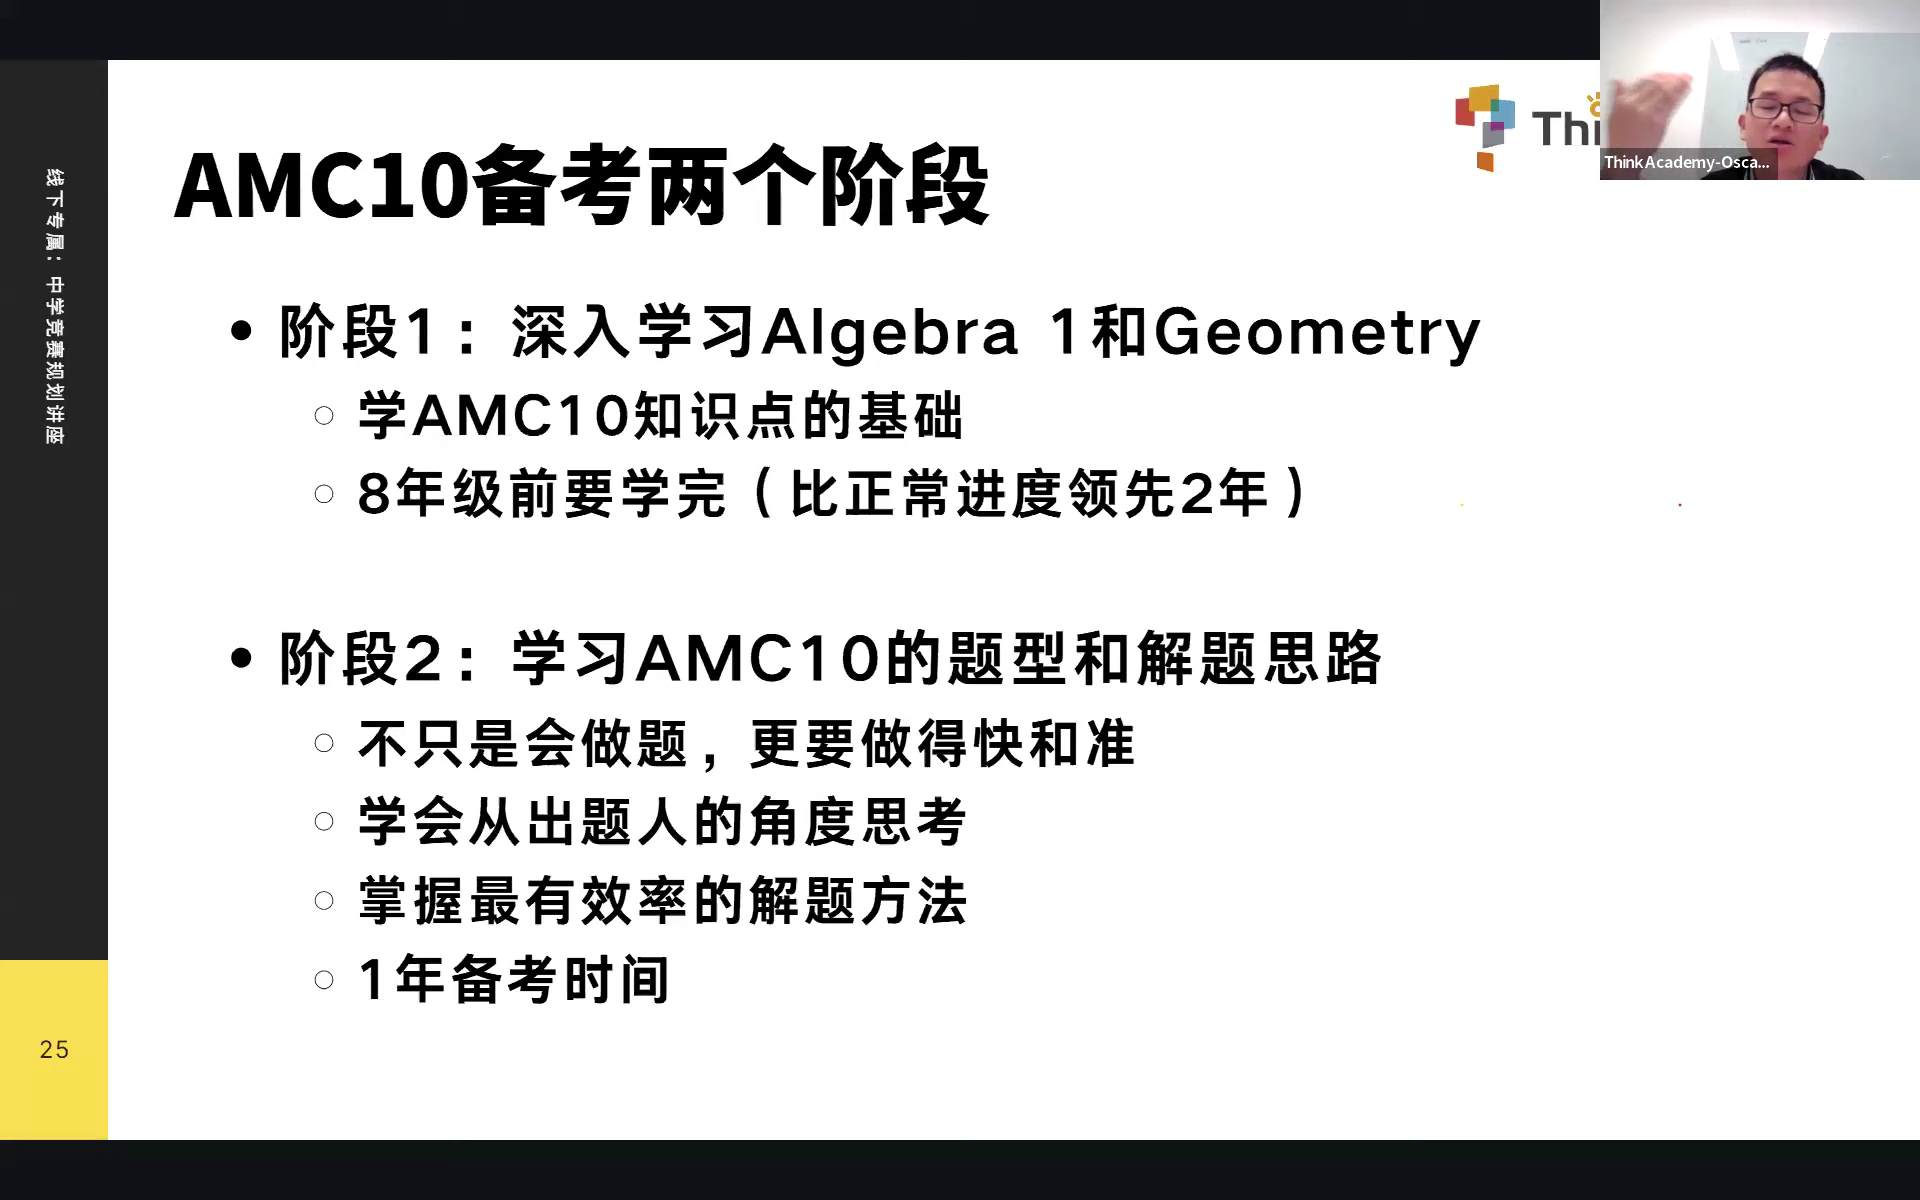 AMC10备考两个阶段
Thi
ThinkAcademy-Osca...
线下专属：中学竞赛规划讲座
阶段1：深入学习Algebra 1和Geometry
学AMC10知识点的基础
8年级前要学完（比正常进度领先2年）
阶段2：学习AMC10的题型和解题思路
不只是会做题，更要做得快和准
学会从出题人的角度思考
掌握最有效率的解题方法
1年备考时间
25